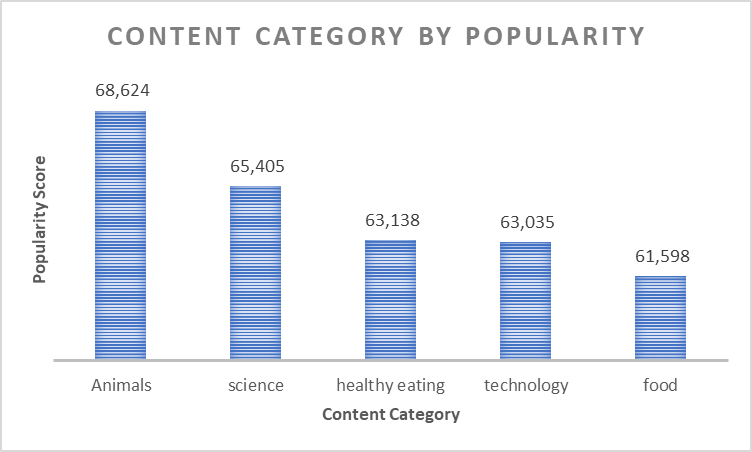 CONTENT CATEGORY BY POPULARITY
68,624
65,405
63,138
63,035
61,598
Popularity Score
Animals science healthy eating technology food
Content Category